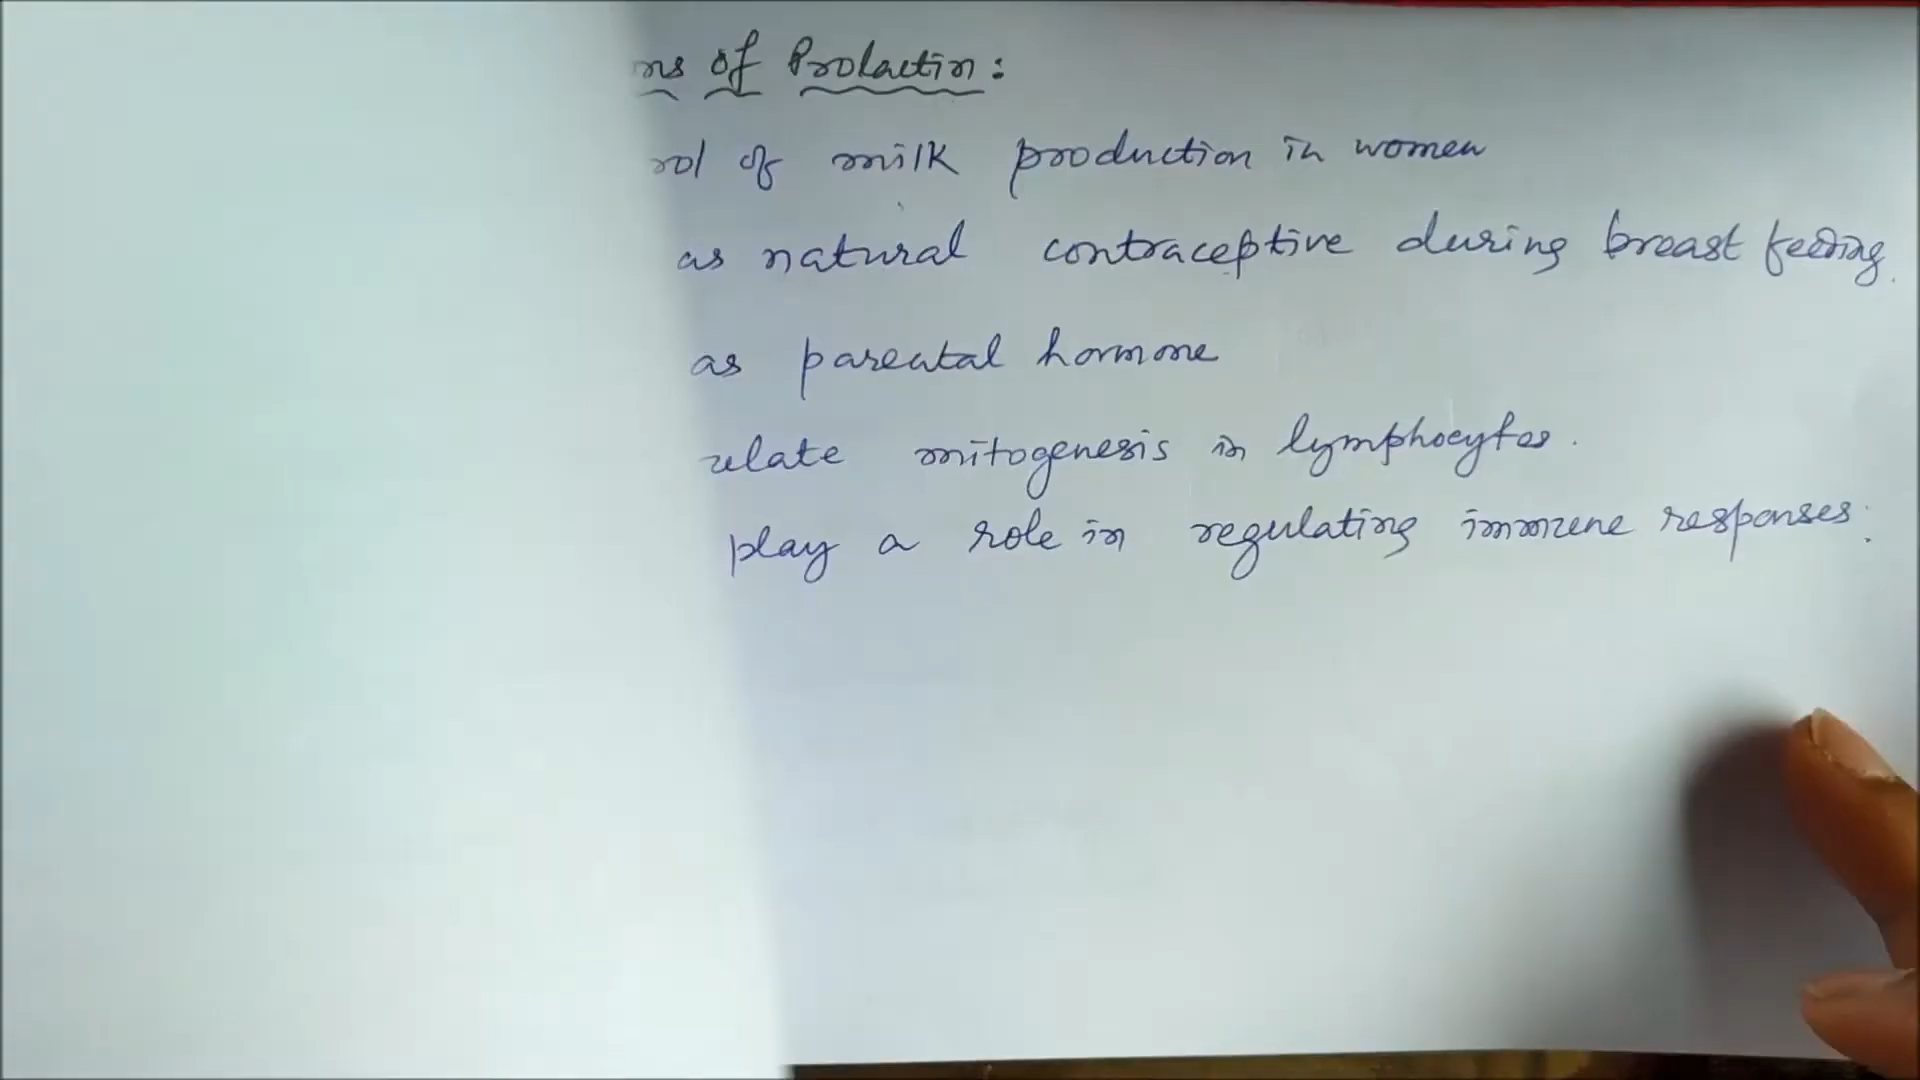 ns of Prolactin:
rol of milk production in women
as natural contraceptive during breast feeding.
as parental hormone
ulate mitogenesis in lymphocytes.
play a role in regulating immune responses.